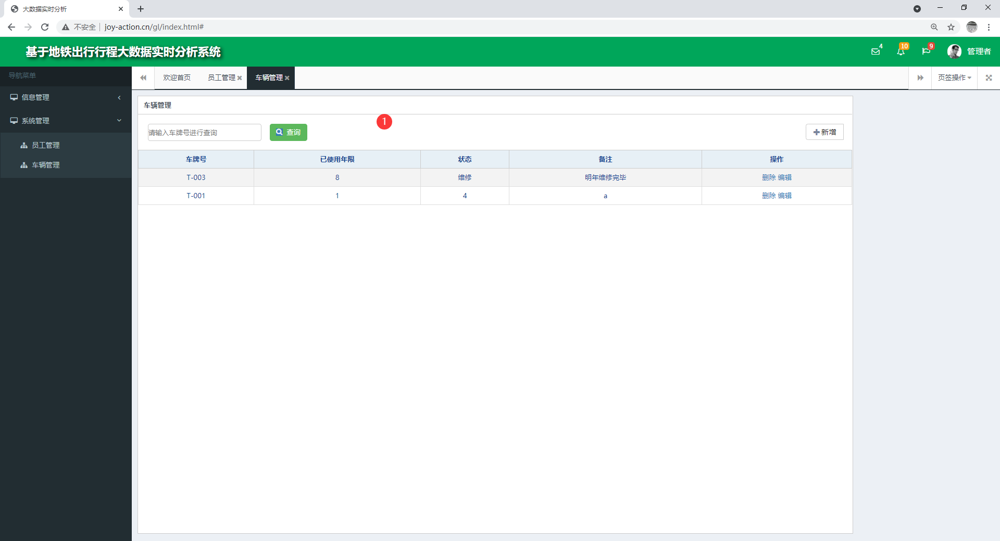 大数据实时分析
不安全 joy-action.cn/gl/index.html#
基于地铁出行行程大数据实时分析系统
4 10 9 管理者
导航菜单
欢迎首页 员工管理 车辆管理 页签操作
信息管理
系统管理
员工管理
车辆管理
车辆管理
1
请输入车牌号进行查询 查询 新增
车牌号 已使用年限 状态 备注 操作
T-003 8 维修 明年维修完毕 删除 编辑
T-001 1 4 a 删除 编辑